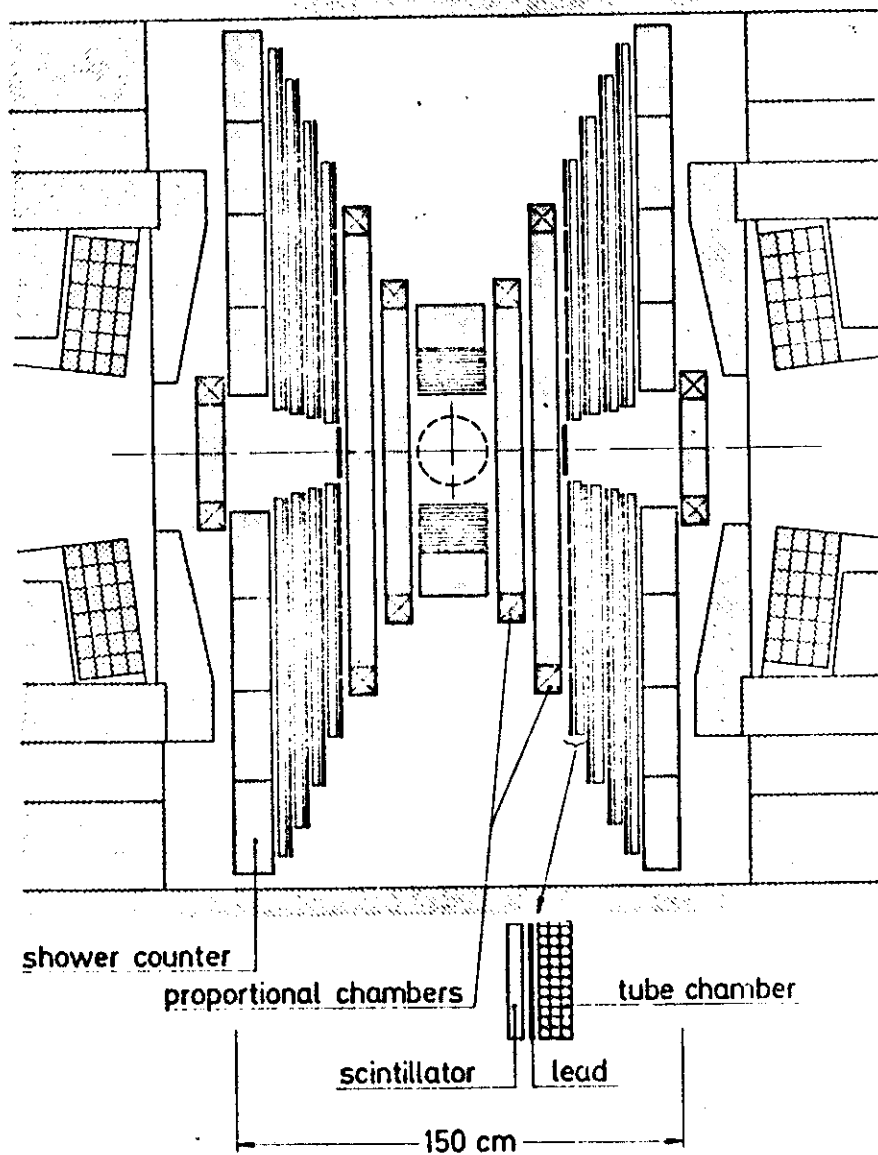 shower counter
proportional chambers
tube chamber
scintillator
lead
150 cm